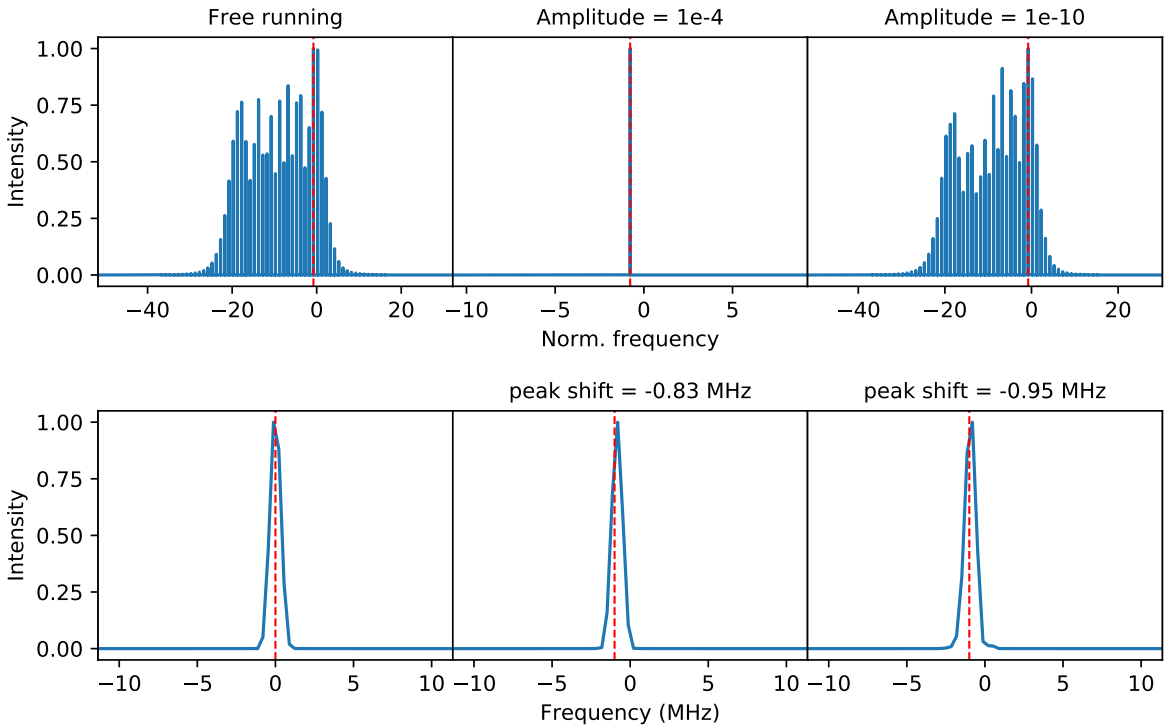 Free running
Amplitude = 1e-4
Amplitude = 1e-10
1.00
0.75
0.50
0.25
0.00
Intensity
−40 −20 0 20
−10 −5 0 5
−40 −20 0 20
Norm. frequency
peak shift = -0.83 MHz
peak shift = -0.95 MHz
1.00
0.75
0.50
0.25
0.00
Intensity
−10 −5 0 5 10
−10 −5 0 5 10
−10 −5 0 5 10
Frequency (MHz)